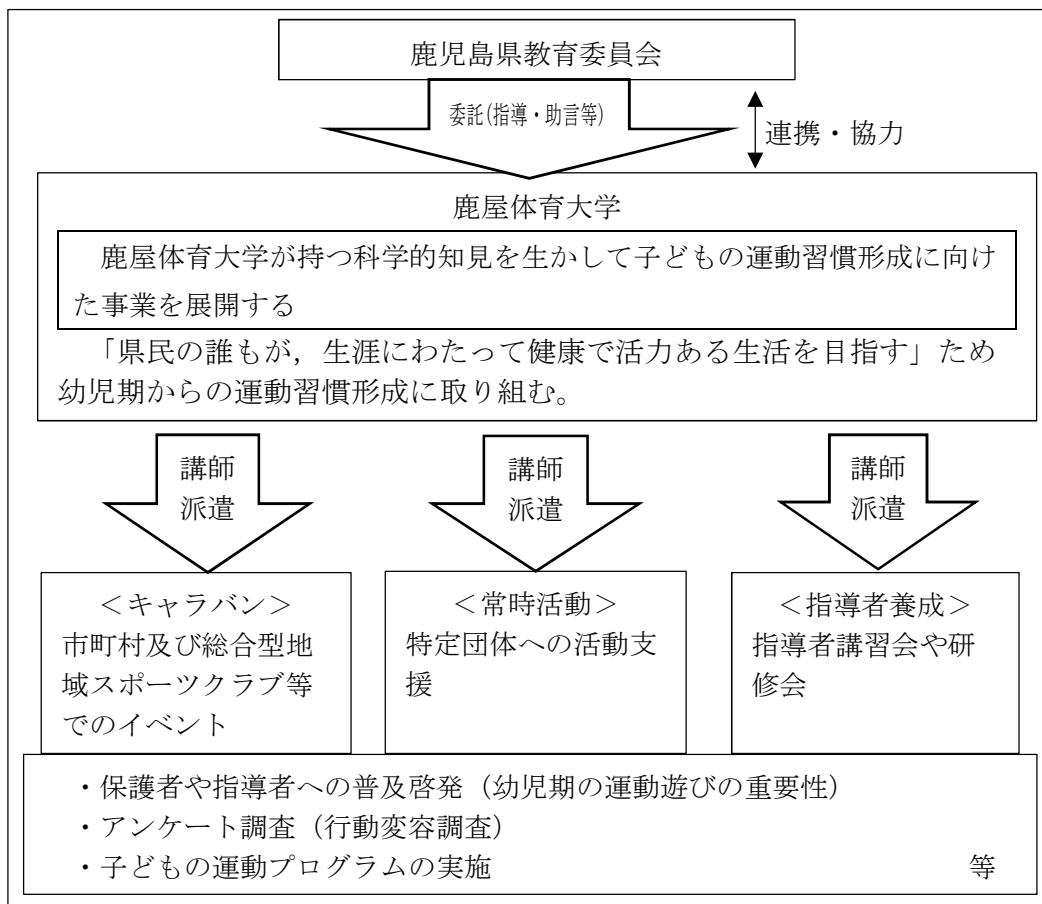 鹿児島県教育委員会
委託(指導・助言等)
連携・協力
鹿屋体育大学
鹿屋体育大学が持つ科学的知見を生かして子どもの運動習慣形成に向け
た事業を展開する
「県民の誰もが，生涯にわたって健康で活力ある生活を目指す」ため
幼児期からの運動習慣形成に取り組む。
講師
派遣
講師
派遣
講師
派遣
＜キャラバン＞
市町村及び総合型地
域スポーツクラブ等
でのイベント
＜常時活動＞
特定団体への活動支
援
＜指導者養成＞
指導者講習会や研
修会
・保護者や指導者への普及啓発（幼児期の運動遊びの重要性）
・アンケート調査（行動変容調査）
・子どもの運動プログラムの実施 等